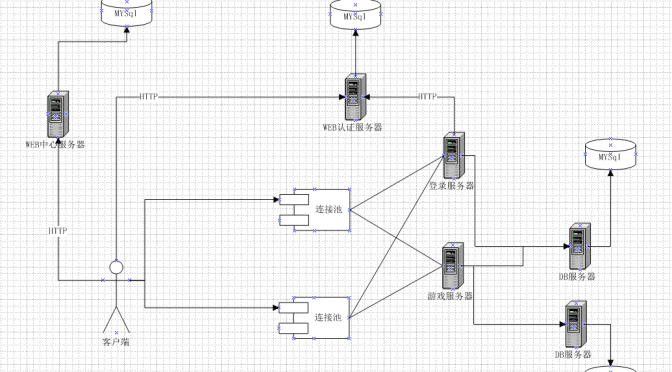 MYSql
MYSql
HTTP
HTTP
WEB中心服务器
WEB认证服务器
登录服务器
MYSql
连接池
HTTP
游戏服务器
DB服务器
连接池
客户端
DB服务器